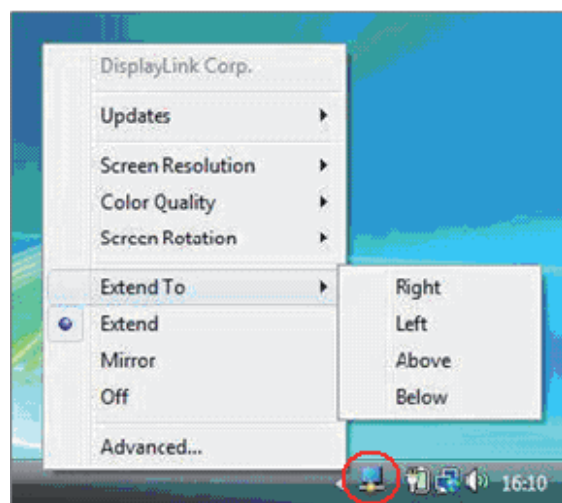 DisplayLink Corp.
Updates
Screen Resolution
Color Quality
Screen Rotation
Extend To
Extend
Mirror
Off
Advanced...
Right
Left
Above
Below
16:10